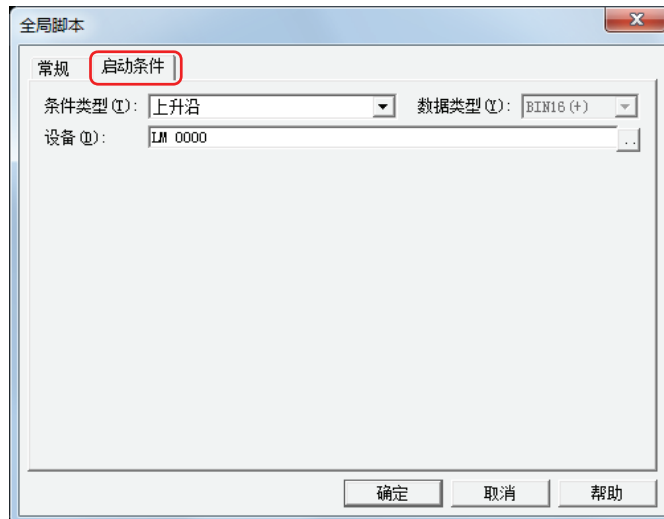 全局脚本
常规 启动条件
条件类型(T): 上升沿 数据类型(Y): BIN16(+)
设备(D): LM 0000 ..
确定 取消 帮助